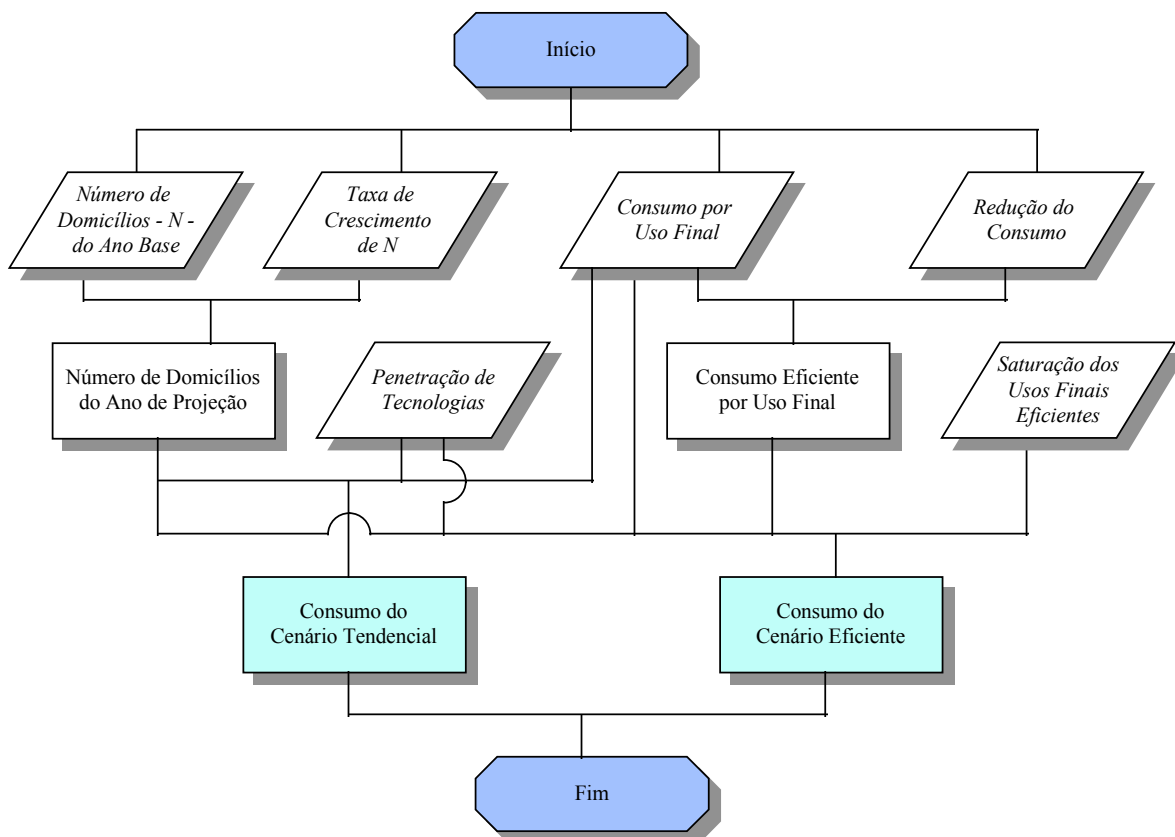 Início
Número de
Domicílios - N -
do Ano Base
Taxa de
Crescimento
de N
Consumo por
Uso Final
Redução do
Consumo
Número de Domicílios
do Ano de Projeção
Penetração de
Tecnologias
Consumo Eficiente
por Uso Final
Saturação dos
Usos Finais
Eficientes
Consumo do
Cenário Tendencial
Consumo do
Cenário Eficiente
Fim